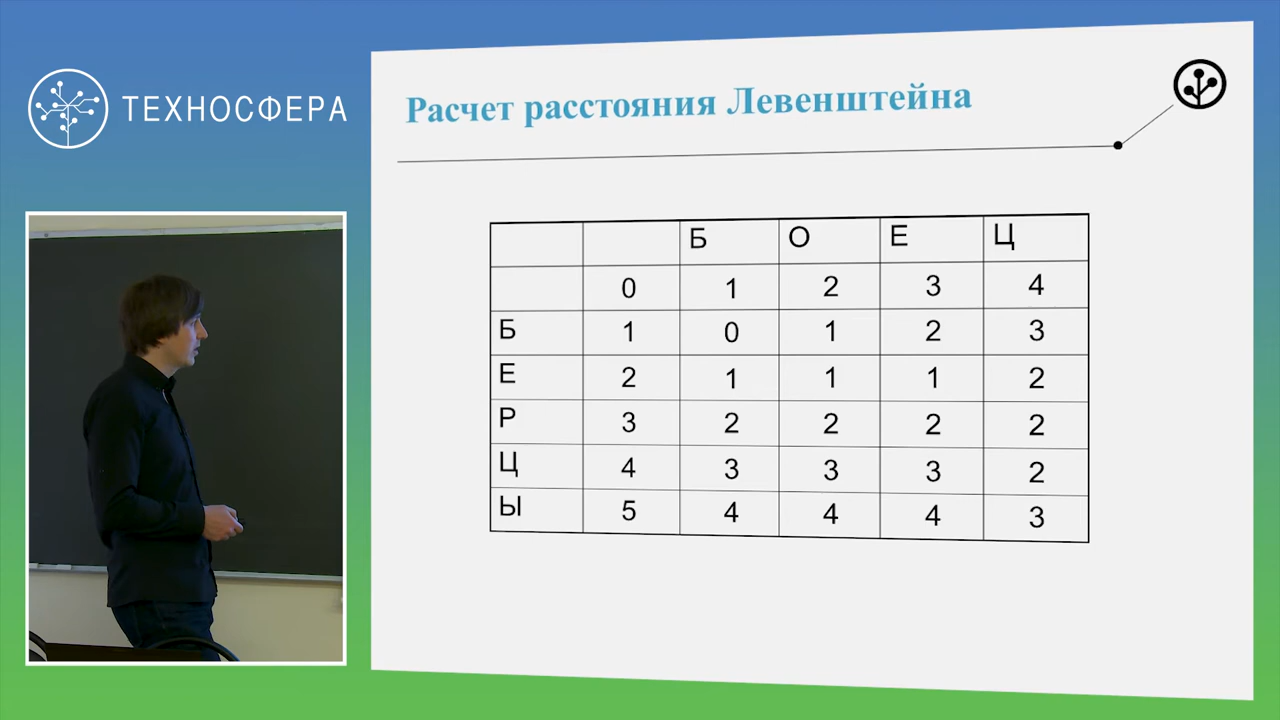 ТЕХНОСФЕРА
Расчет расстояния Левенштейна
Б О Е Ц
0 1 2 3 4
Б 1 0 1 2 3
Е 2 1 1 1 2
Р 3 2 2 2 2
Ц 4 3 3 3 2
Ы 5 4 4 4 3